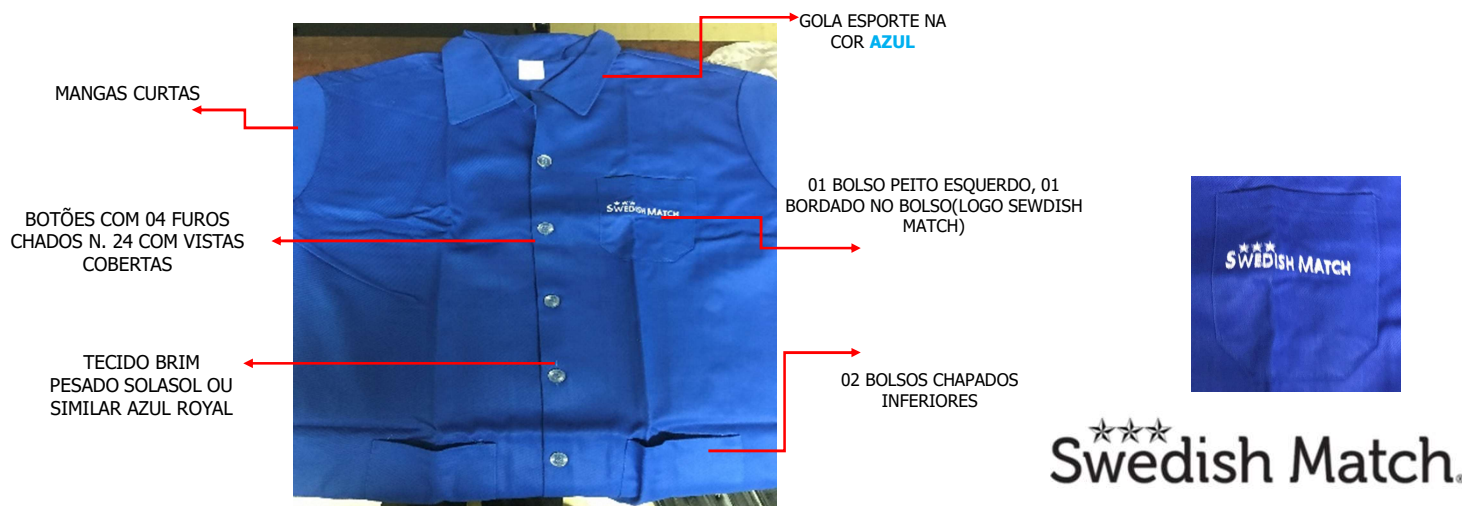 GOLA ESPORTE NA
COR AZUL
MANGAS CURTAS
01 BOLSO PEITO ESQUERDO, 01
BORDADO NO BOLSO(LOGO SEWDISH
MATCH)
SWEDISH MATCH
BOTÕES COM 04 FUROS
CHADOS N. 24 COM VISTAS
COBERTAS
SWEDISH MATCH
TECIDO BRIM
PESADO SOLASOL OU
SIMILAR AZUL ROYAL
02 BOLSOS CHAPADOS
INFERIORES
Swedish Match®